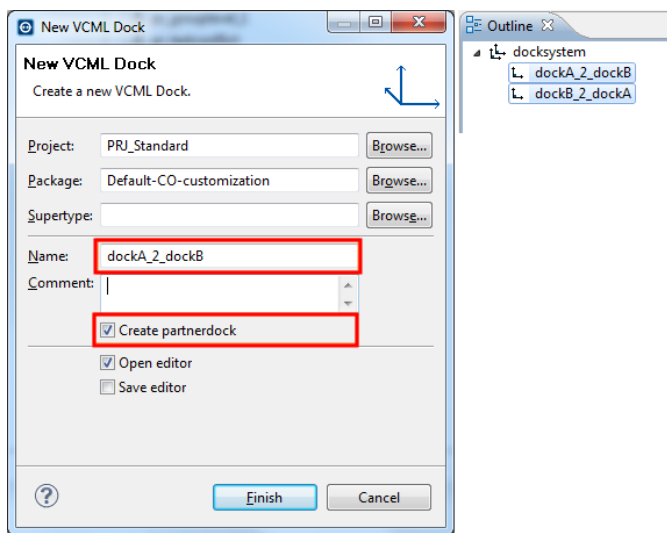 New VCML Dock
New VCML Dock
Create a new VCML Dock.
Project: PRJ_Standard Browse...
Package: Default-CO-customization Browse...
Supertype: Browse...
Name: dockA_2_dockB
Comment:
Create partnerdock
Open editor
Save editor
? Finish Cancel
Outline
docksystem
dockA_2_dockB
dockB_2_dockA